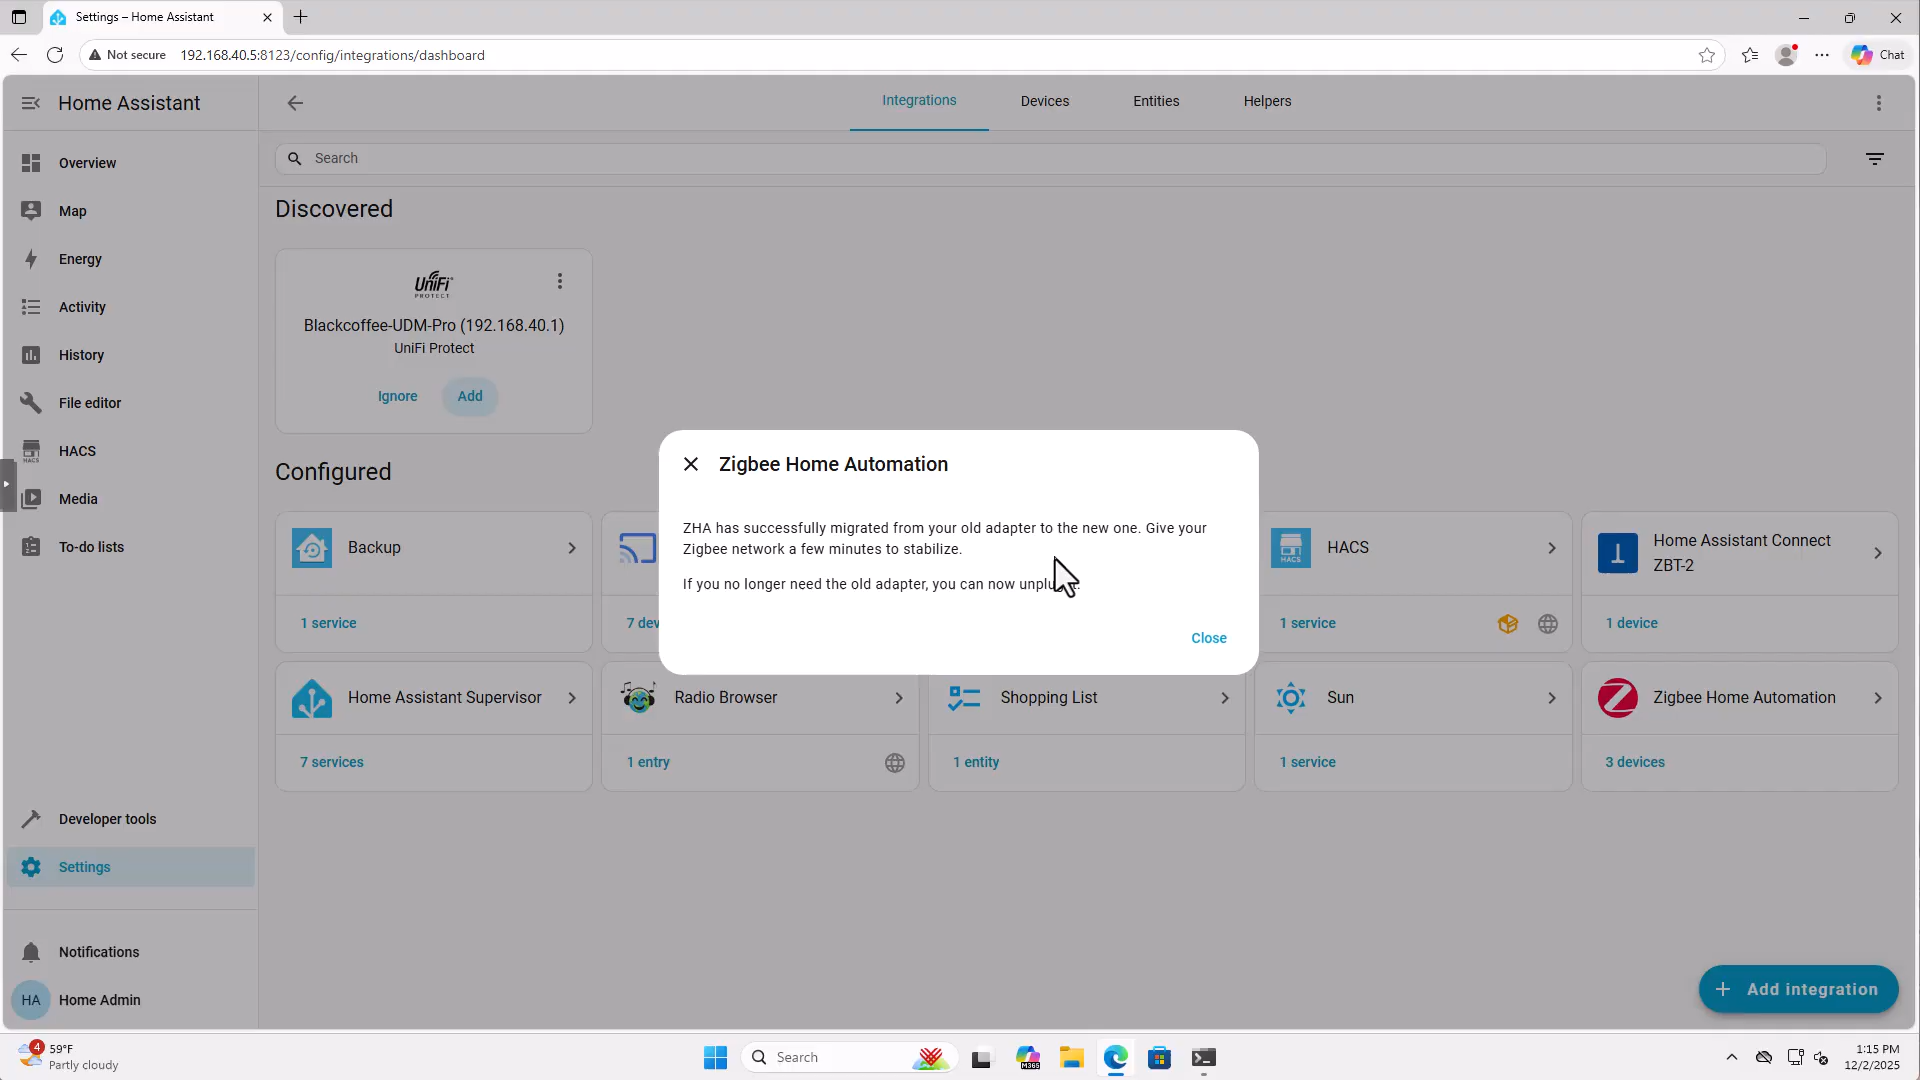 Settings – Home Assistant
Not secure
192.168.40.5:8123/config/integrations/dashboard
Chat
Home Assistant
Integrations
Devices
Entities
Helpers
Overview
Map
Energy
Activity
History
File editor
HACS
HACS
Media
To-do lists
Developer tools
Settings
Notifications
HA
Home Admin
Search
Discovered
UniFi
PROTECT
Blackcoffee-UDM-Pro (192.168.40.1)
UniFi Protect
Ignore
Add
Configured
Backup
1 service
7 dev
HACS
HACS
1 service
Home Assistant Connect
ZBT-2
1 device
Zigbee Home Automation
ZHA has successfully migrated from your old adapter to the new one. Give your
Zigbee network a few minutes to stabilize.
If you no longer need the old adapter, you can now
Close
Home Assistant Supervisor
7 services
Radio Browser
1 entry
Shopping List
1 entity
Sun
1 service
Zigbee Home Automation
3 devices
Add integration
4
59°F
Partly cloudy
Search
M365
1:15 PM
12/2/2025